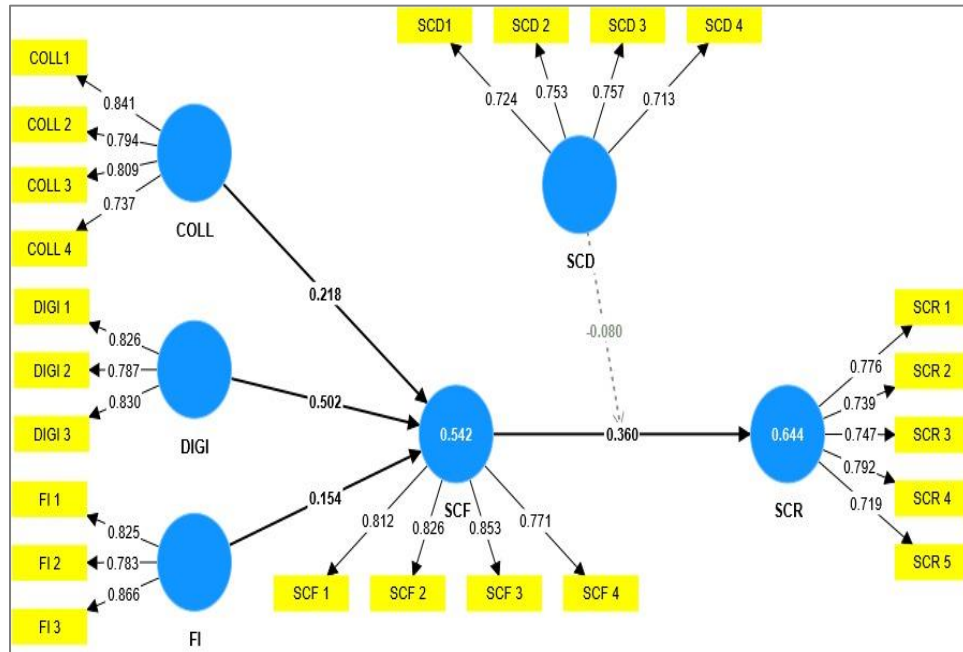 SCD1
SCD 2
SCD 3
SCD 4
0.724
0.753
0.757
0.713
SCD
COLL1
COLL 2
COLL 3
COLL 4
0.841
0.794
0.809
0.737
COLL
0.218
DIGI 1
DIGI 2
DIGI 3
0.826
0.787
0.830
DIGI
0.502
FI 1
FI 2
FI 3
0.825
0.783
0.866
FI
0.154
0.542
SCF
0.812
0.826
0.853
0.771
SCF 1
SCF 2
SCF 3
SCF 4
-0.080
0.360
0.644
SCR
0.776
0.739
0.747
0.792
0.719
SCR 1
SCR 2
SCR 3
SCR 4
SCR 5